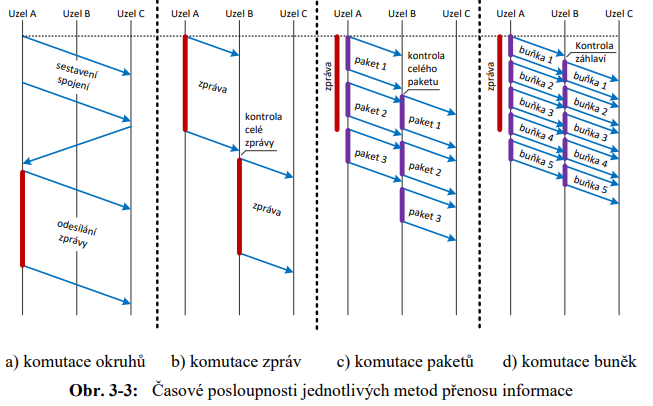 Uzel A Uzel B Uzel C
sestavení
spojení
odesílání
zprávy
a) komutace okruhů
Uzel A Uzel B Uzel C
zpráva
kontrola
celé
zprávy
zpráva
b) komutace zpráv
Uzel A Uzel B Uzel C
zpráva
paket 1
paket 2
paket 3
kontrola
celého
paketu
paket 1
paket 2
paket 3
c) komutace paketů
Uzel A Uzel B Uzel C
zpráva
buňka 1
buňka 2
buňka 3
buňka 4
buňka 5
Kontrola
záhlaví
buňka 1
buňka 2
buňka 3
buňka 4
buňka 5
d) komutace buněk
Obr. 3-3: Časové posloupnosti jednotlivých metod přenosu informace